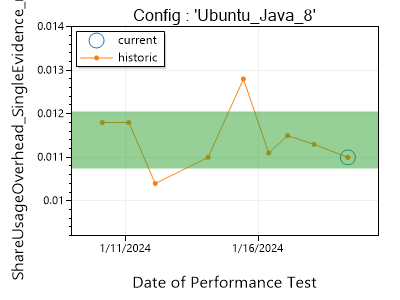 Config : 'Ubuntu_Java_8'
ShareUsageOverhead_SingleEvidence_
0.014
0.013
0.012
0.011
0.01
current
historic
1/11/2024
1/16/2024
Date of Performance Test